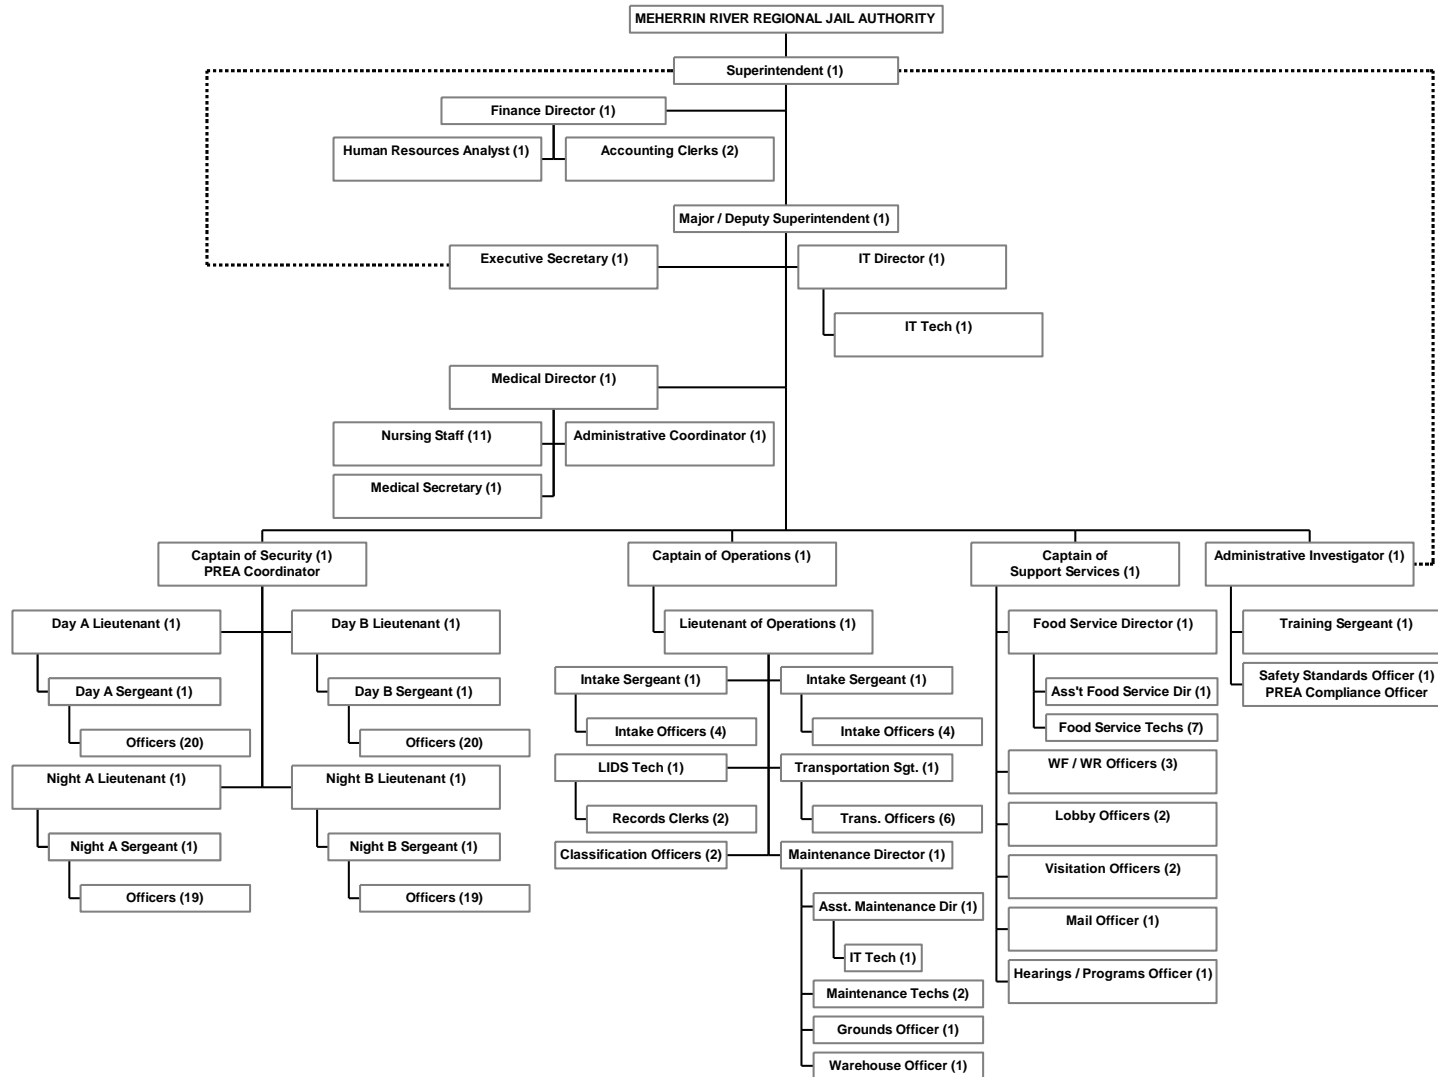 MEHERRIN RIVER REGIONAL JAIL AUTHORITY
Superintendent (1)
Finance Director (1)
Human Resources Analyst (1)
Accounting Clerks (2)
Major / Deputy Superintendent (1)
Executive Secretary (1)
IT Director (1)
IT Tech (1)
Medical Director (1)
Nursing Staff (11)
Administrative Coordinator (1)
Medical Secretary (1)
Captain of Security (1)
PREA Coordinator
Day A Lieutenant (1)
Day A Sergeant (1)
Officers (20)
Day B Lieutenant (1)
Day B Sergeant (1)
Officers (20)
Night A Lieutenant (1)
Night A Sergeant (1)
Officers (19)
Night B Lieutenant (1)
Night B Sergeant (1)
Officers (19)
Captain of Operations (1)
Lieutenant of Operations (1)
Intake Sergeant (1)
Intake Officers (4)
Intake Sergeant (1)
Intake Officers (4)
LIDS Tech (1)
Records Clerks (2)
Transportation Sgt. (1)
Trans. Officers (6)
Classification Officers (2)
Maintenance Director (1)
Asst. Maintenance Dir (1)
IT Tech (1)
Maintenance Techs (2)
Grounds Officer (1)
Warehouse Officer (1)
Captain of
Support Services (1)
Food Service Director (1)
Ass't Food Service Dir (1)
Food Service Techs (7)
WF / WR Officers (3)
Lobby Officers (2)
Visitation Officers (2)
Mail Officer (1)
Hearings / Programs Officer (1)
Administrative Investigator (1)
Training Sergeant (1)
Safety Standards Officer (1)
PREA Compliance Officer